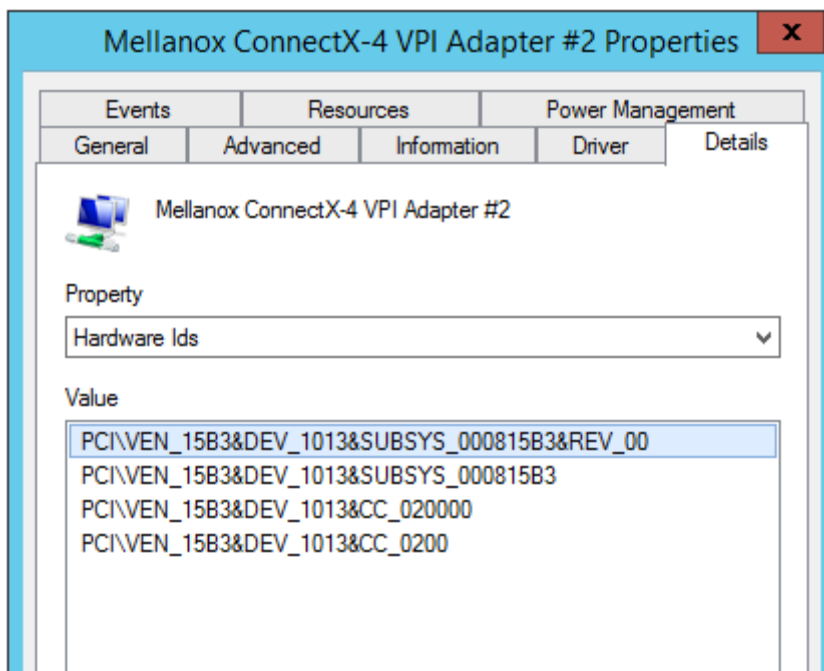 Mellanox ConnectX-4 VPI Adapter #2 Properties
x
Events Resources Power Management
General Advanced Information Driver Details
Mellanox ConnectX-4 VPI Adapter #2
Property
Hardware Ids
Value
PCI\VEN_15B3&DEV_1013&SUBSYS_000815B3&REV_00
PCI\VEN_15B3&DEV_1013&SUBSYS_000815B3
PCI\VEN_15B3&DEV_1013&CC_020000
PCI\VEN_15B3&DEV_1013&CC_0200